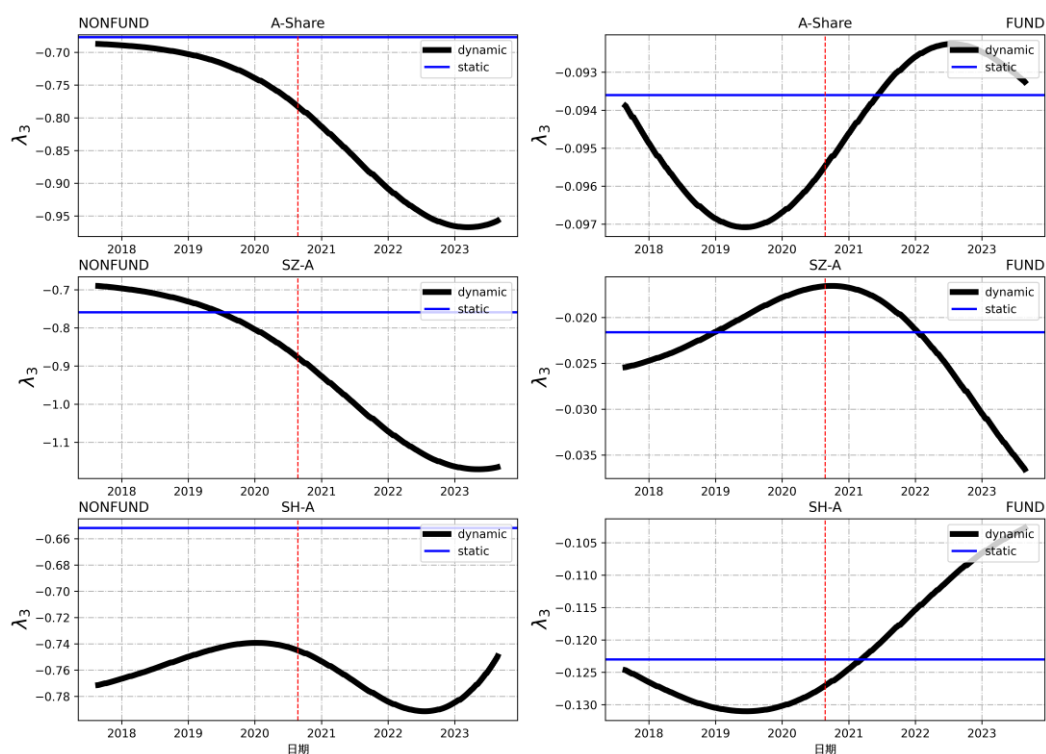 NONFUND A-Share
−0.70
−0.75
−0.80
−0.85
−0.90
−0.95
λ3
dynamic
static
2018 2019 2020 2021 2022 2023
A-Share FUND
−0.093
−0.094
−0.095
−0.096
−0.097
λ3
dynamic
static
2018 2019 2020 2021 2022 2023
NONFUND SZ-A
−0.7
−0.8
−0.9
−1.0
−1.1
λ3
dynamic
static
2018 2019 2020 2021 2022 2023
SZ-A FUND
−0.020
−0.025
−0.030
−0.035
λ3
dynamic
static
2018 2019 2020 2021 2022 2023
NONFUND SH-A
−0.66
−0.68
−0.70
−0.72
−0.74
−0.76
−0.78
λ3
dynamic
static
2018 2019 2020 2021 2022 2023
日期
SH-A FUND
−0.105
−0.110
−0.115
−0.120
−0.125
−0.130
λ3
dynamic
static
2018 2019 2020 2021 2022 2023
日期